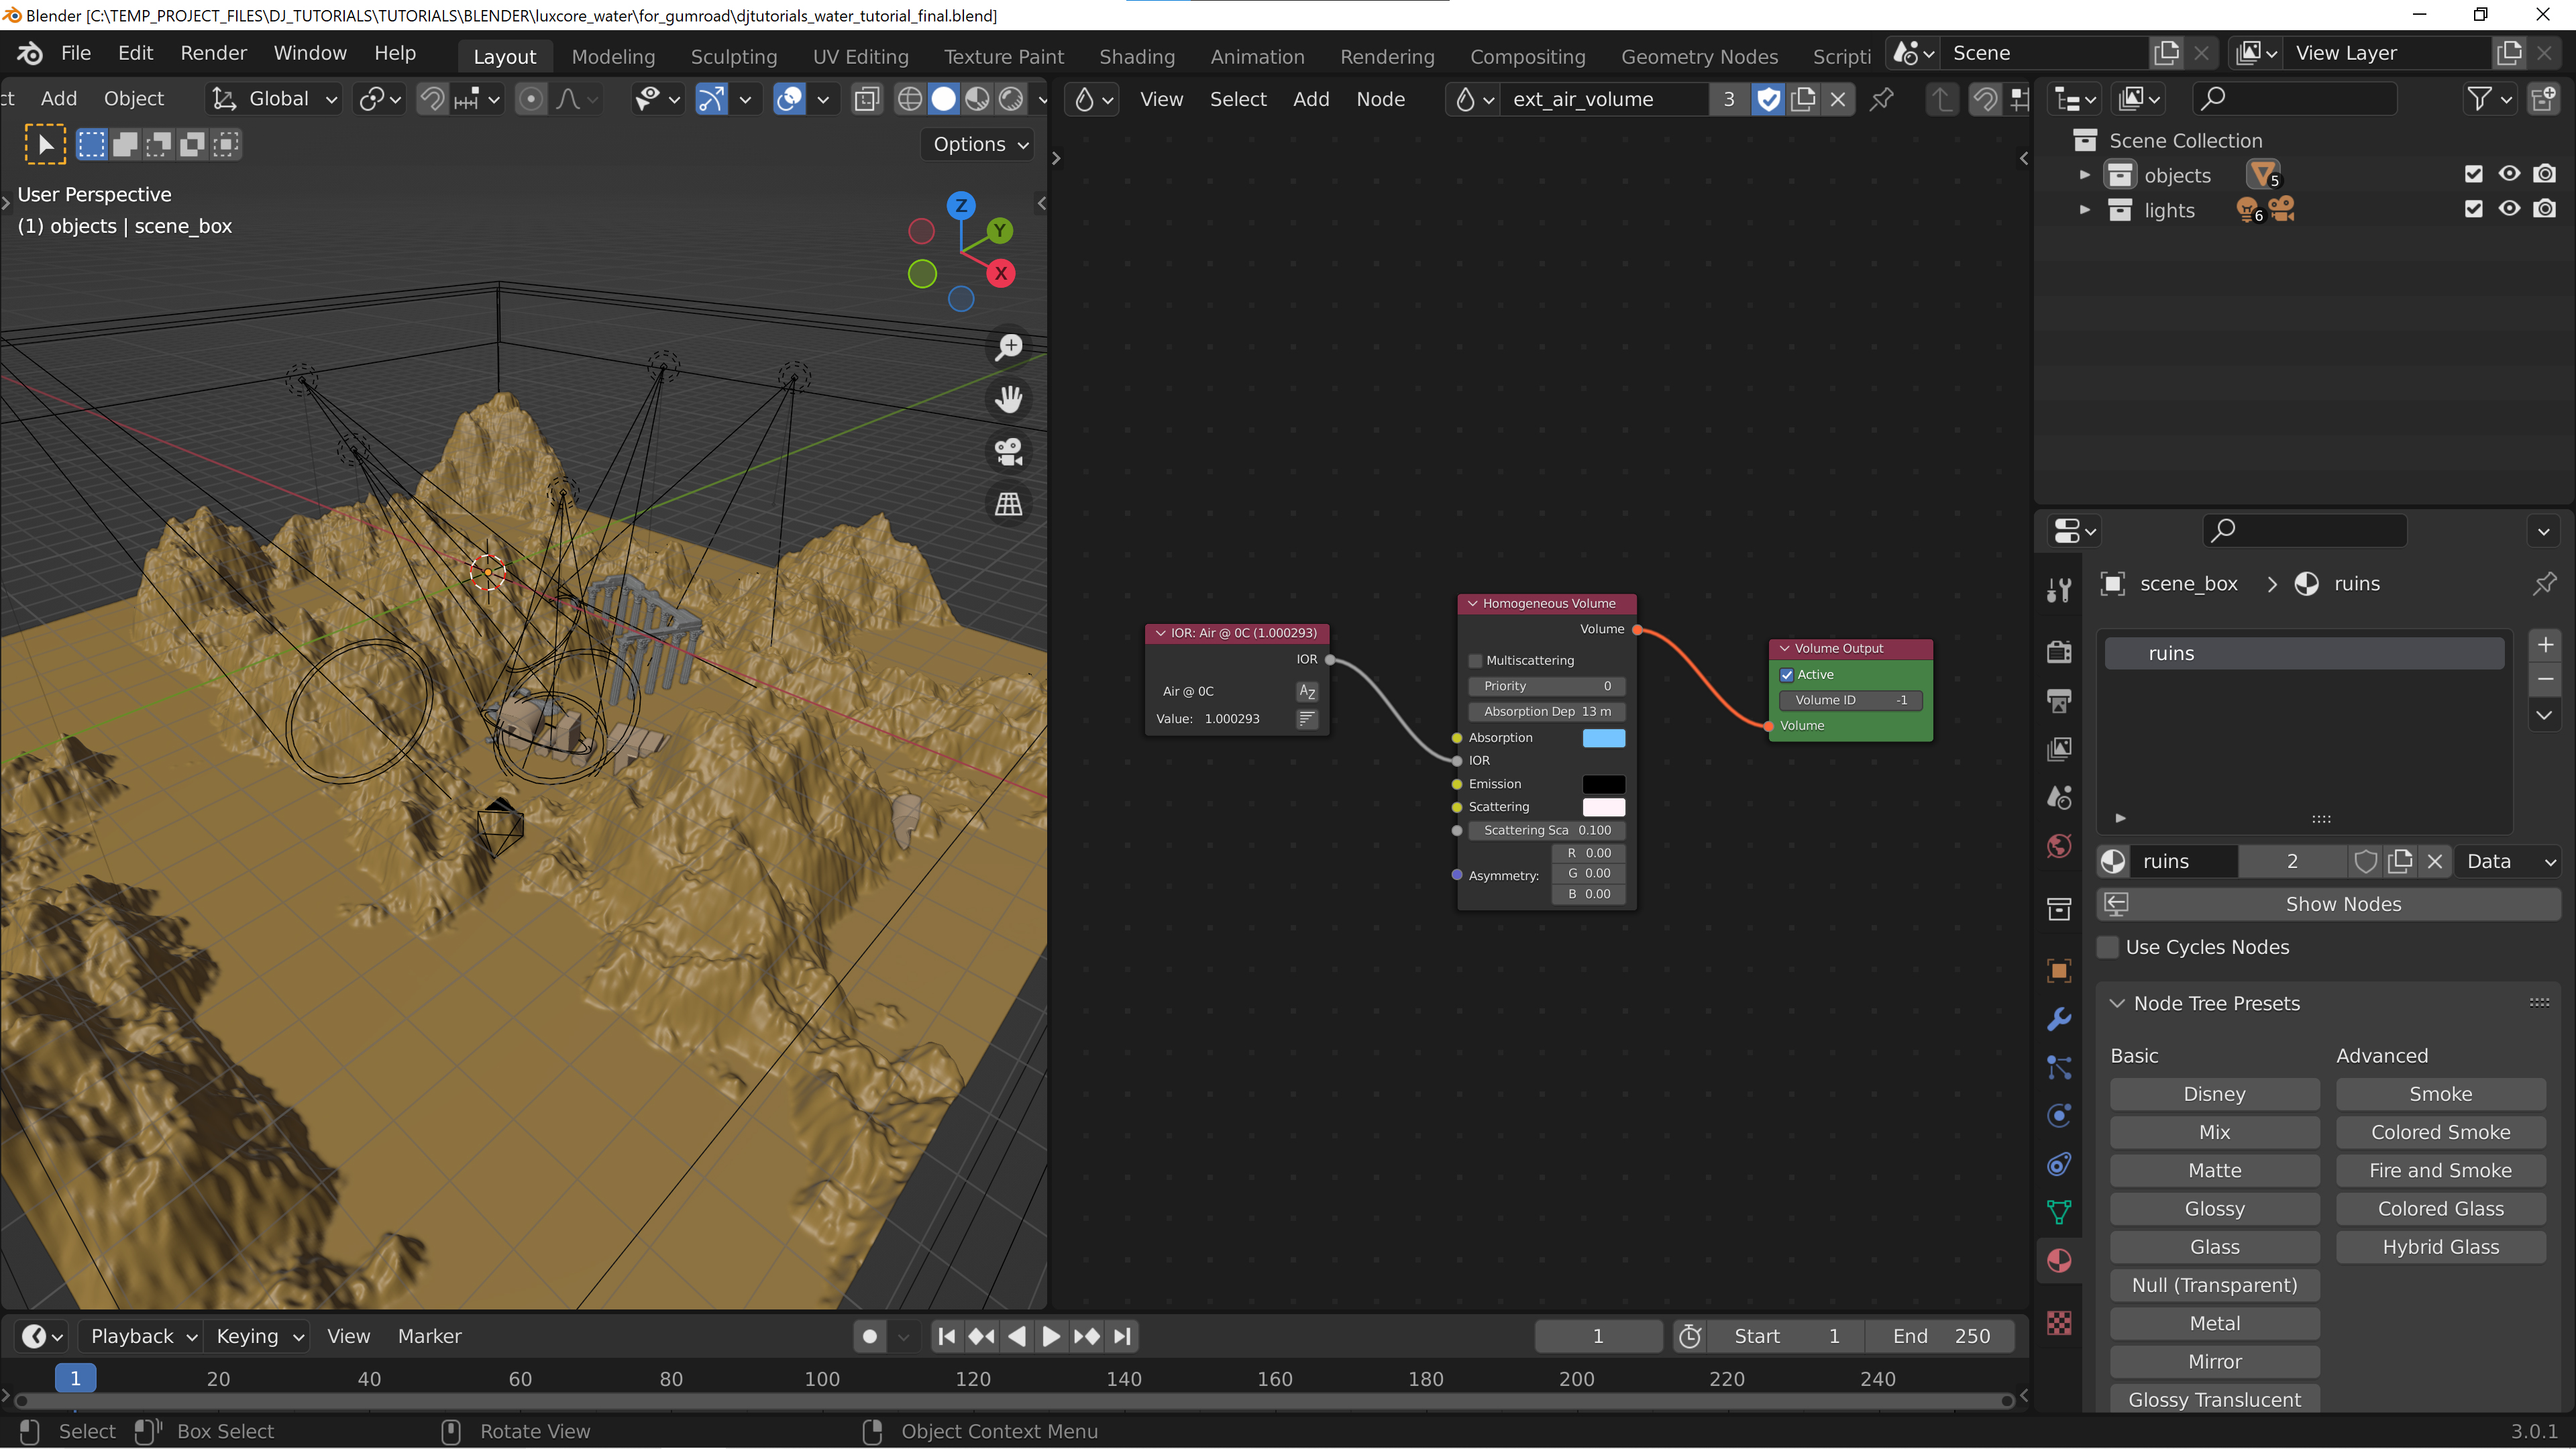 Blender [C:\TEMP_PROJECT_FILES\DJ_TUTORIALS\TUTORIALS\BLENDER\luxcore_water\for_gumroad\djtutorials_water_tutorial_final.blend]
File Edit Render Window Help Layout Modeling Sculpting UV Editing Texture Paint Shading Animation Rendering Compositing Geometry Nodes Scripti Scene View Layer
ct Add Object Global View Select Add Node ext_air_volume 3
Options
User Perspective
(1) objects | scene_box
Z
Y
X
Scene Collection
objects 5
lights 6
IOR: Air @ 0C (1.000293)
IOR
Air @ 0C
Value: 1.000293
Homogeneous Volume
Volume
Multiscattering
Priority 0
Absorption Dep 13 m
Absorption
IOR
Emission
Scattering
Scattering Sca 0.100
R 0.00
Asymmetry: G 0.00
B 0.00
Volume Output
Active
Volume ID -1
Volume
scene_box > ruins
ruins
ruins 2 Data
Show Nodes
Use Cycles Nodes
Node Tree Presets
Basic Advanced
Disney Smoke
Mix Colored Smoke
Matte Fire and Smoke
Glossy Colored Glass
Glass Hybrid Glass
Null (Transparent)
Metal
Mirror
Glossy Translucent
Playback Keying View Marker 1 Start 1 End 250
1 20 40 60 80 100 120 140 160 180 200 220 240
Select Box Select Rotate View Object Context Menu 3.0.1